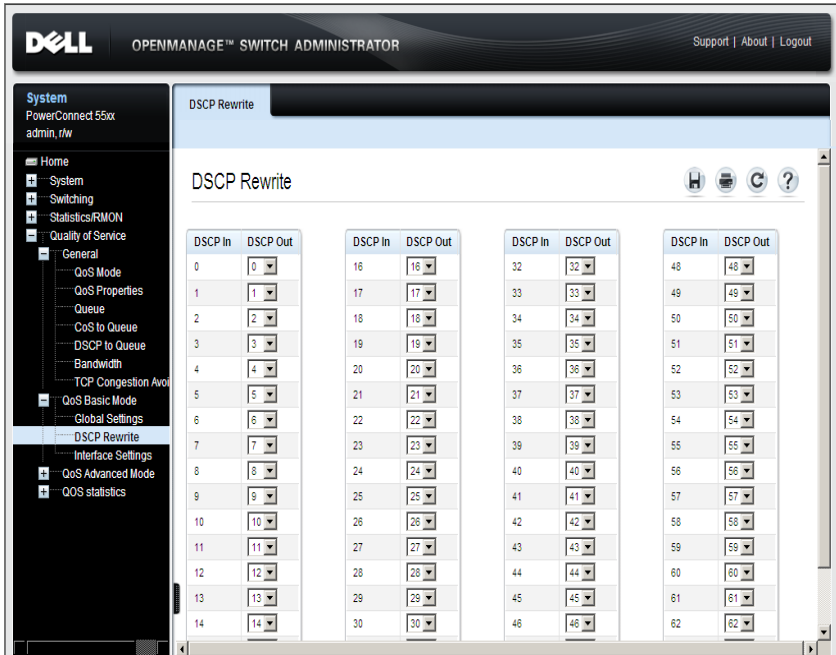 DELL OPENMANAGE™ SWITCH ADMINISTRATOR Support | About | Logout
System
PowerConnect 55xx
admin, r/w
Home
System
Switching
Statistics/RMON
Quality of Service
General
QoS Mode
QoS Properties
Queue
CoS to Queue
DSCP to Queue
Bandwidth
TCP Congestion Avoi
QoS Basic Mode
Global Settings
DSCP Rewrite
Interface Settings
QoS Advanced Mode
QOS statistics
DSCP Rewrite
DSCP Rewrite
DSCP In DSCP Out DSCP In DSCP Out DSCP In DSCP Out DSCP In DSCP Out
0 0 16 16 32 32 48 48
1 1 17 17 33 33 49 49
2 2 18 18 34 34 50 50
3 3 19 19 35 35 51 51
4 4 20 20 36 36 52 52
5 5 21 21 37 37 53 53
6 6 22 22 38 38 54 54
7 7 23 23 39 39 55 55
8 8 24 24 40 40 56 56
9 9 25 25 41 41 57 57
10 10 26 26 42 42 58 58
11 11 27 27 43 43 59 59
12 12 28 28 44 44 60 60
13 13 29 29 45 45 61 61
14 14 30 30 46 46 62 62